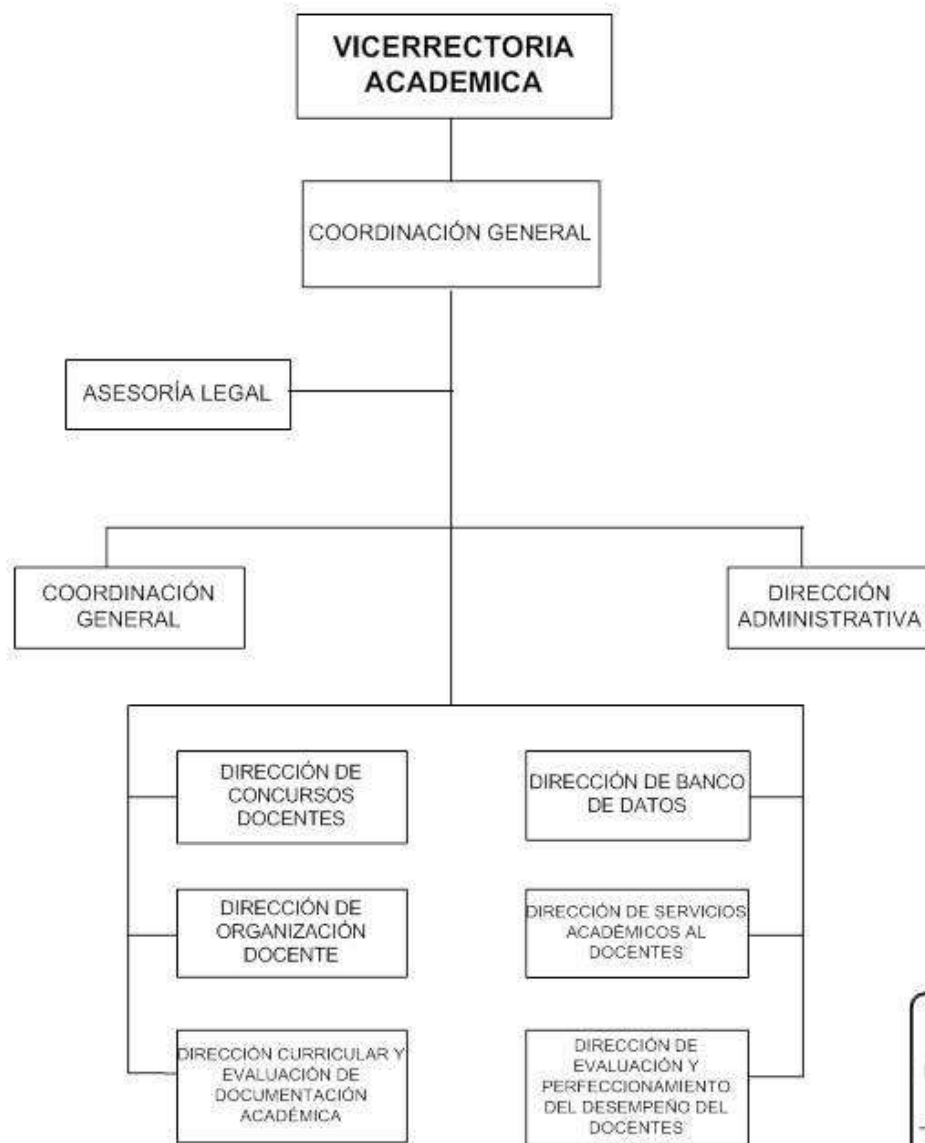 VICERRECTORIA
ACADEMICA
COORDINACIÓN GENERAL
ASESORÍA LEGAL
COORDINACIÓN
GENERAL
DIRECCIÓN
ADMINISTRATIVA
DIRECCIÓN DE
CONCURSOS
DOCENTES
DIRECCIÓN DE BANCO
DE DATOS
DIRECCIÓN DE
ORGANIZACIÓN
DOCENTE
DIRECCIÓN DE SERVICIOS
ACADÉMICOS AL
DOCENTES
DIRECCIÓN CURRICULAR Y
EVALUACIÓN DE
DOCUMENTACIÓN
ACADÉMICA
DIRECCIÓN DE
EVALUACIÓN Y
PERFECCIONAMIENTO
DEL DESEMPEÑO DEL
DOCENTES